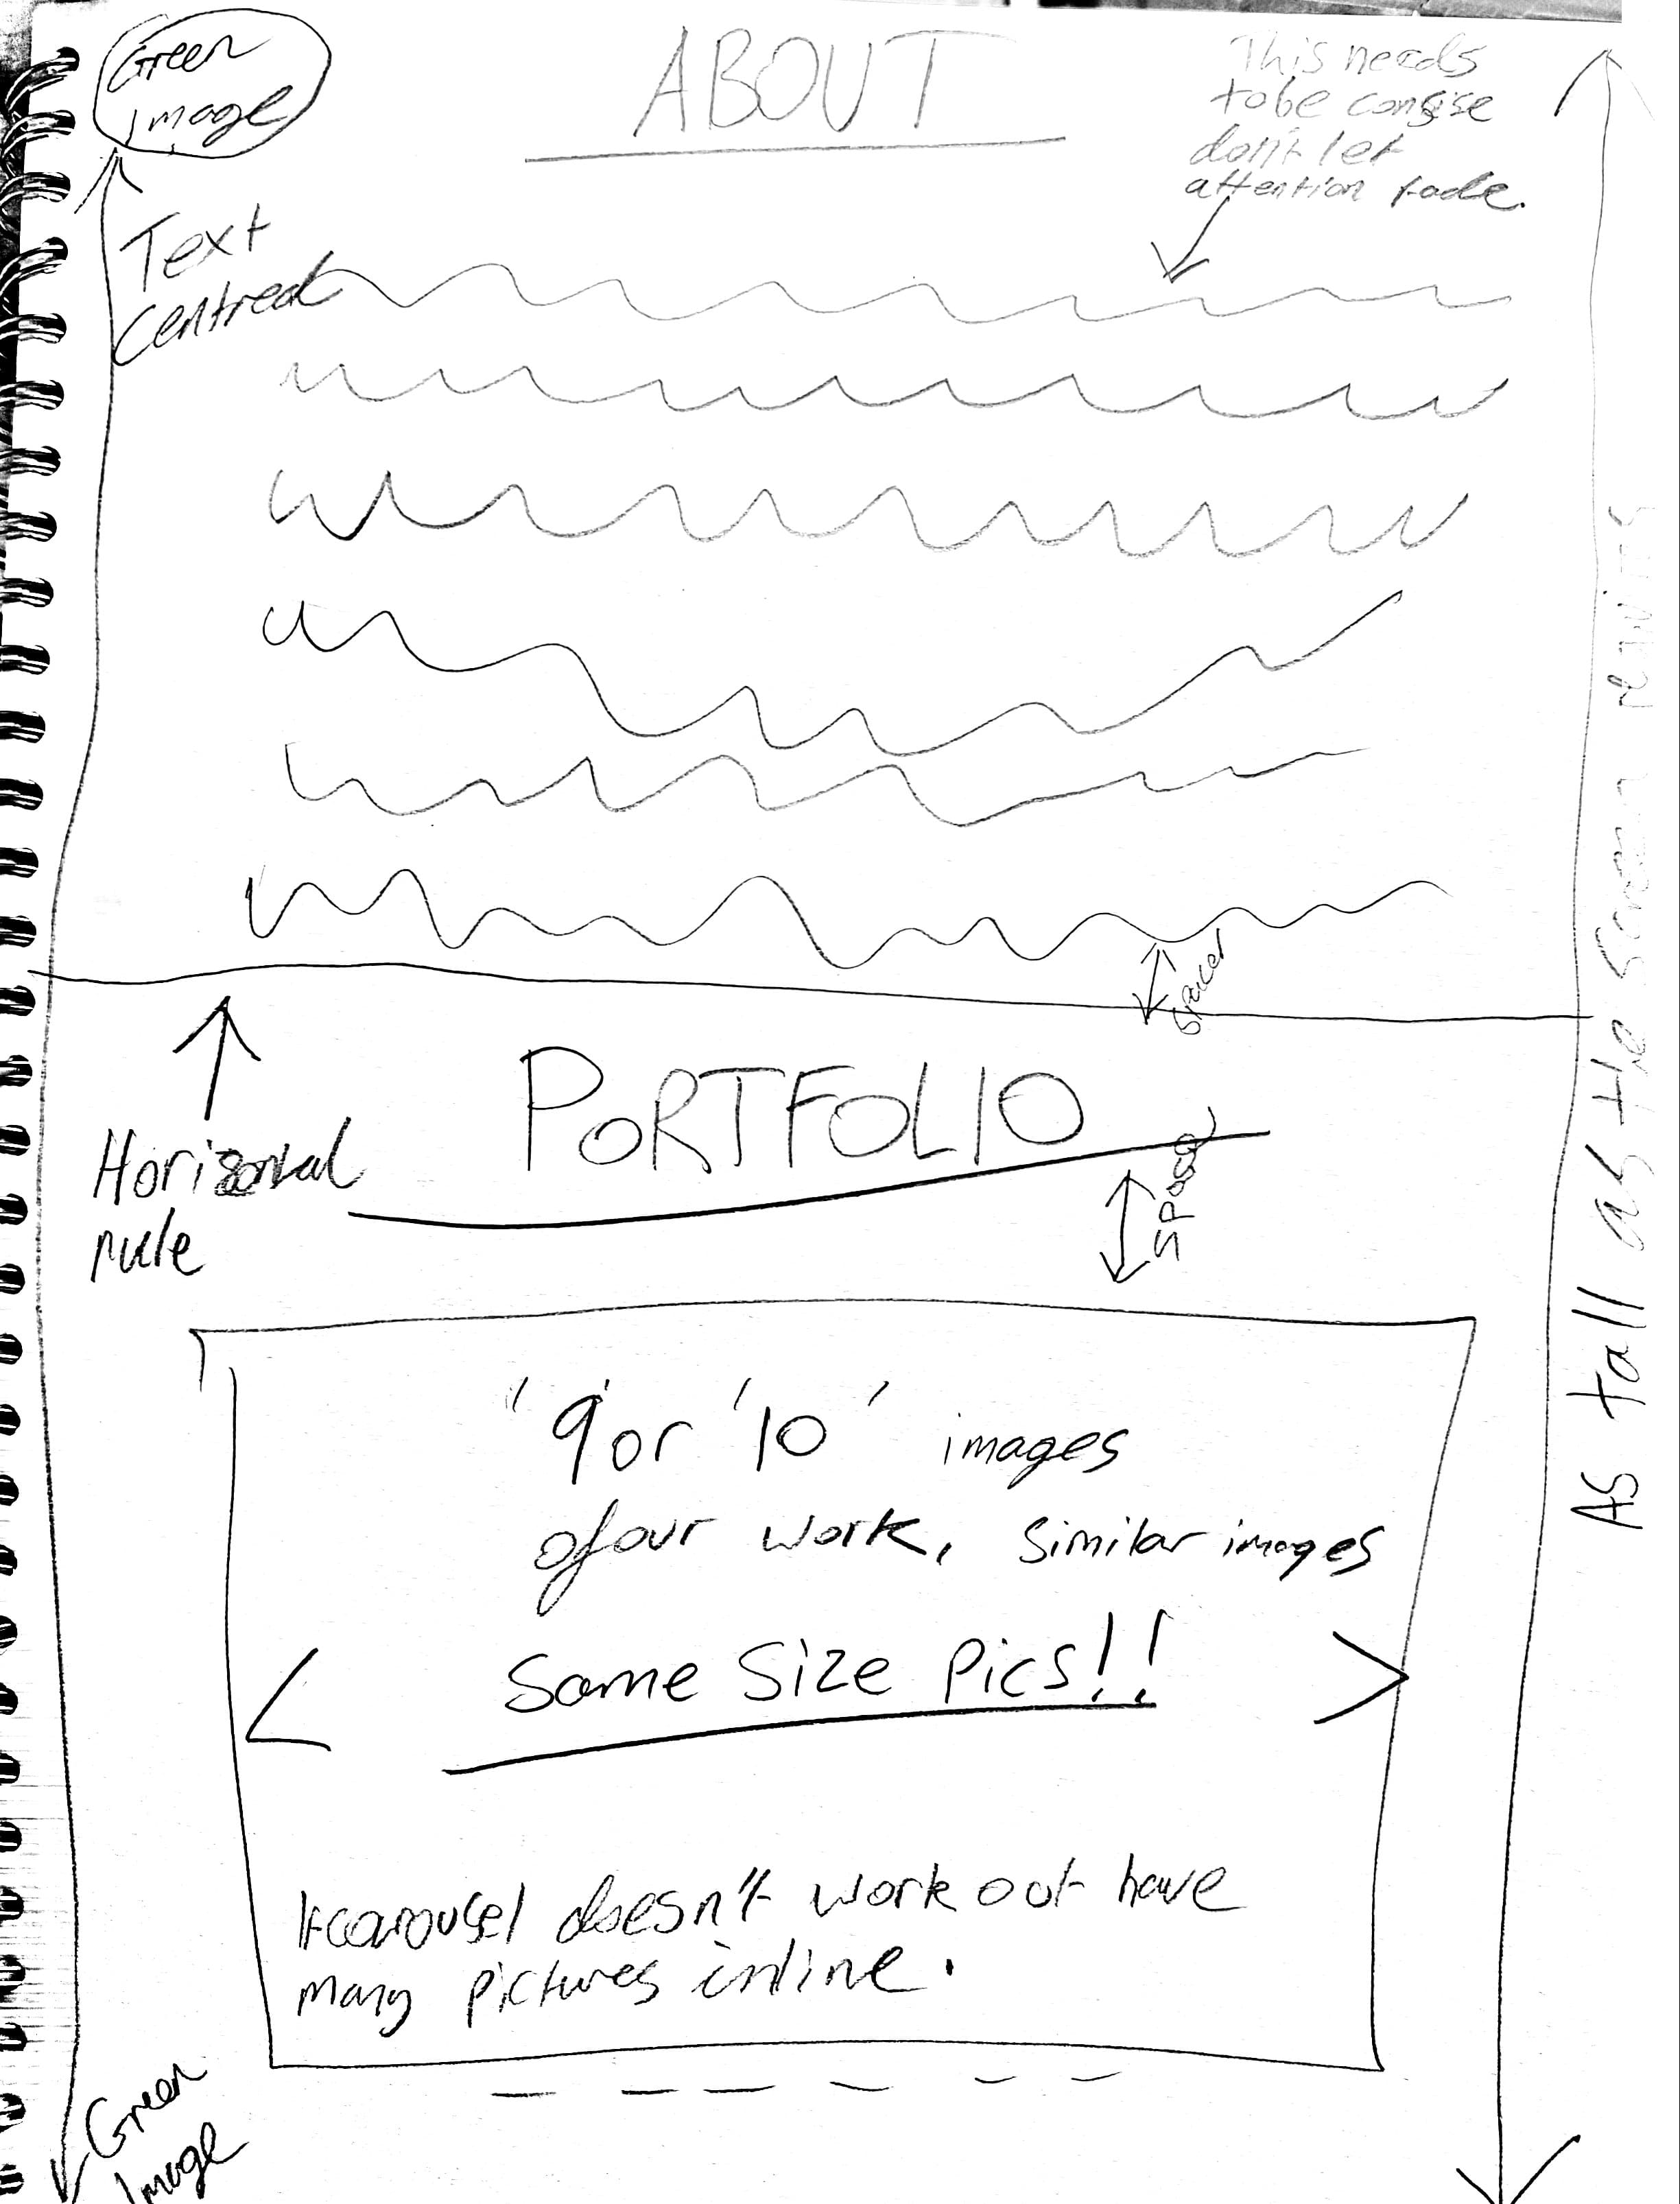 Green
image
ABOUT
This needs
to be consise
don't let
attention fade.
Text
Centred
Spacer
Horizontal
rule
PORTFOLIO
Space
As tall as the Screen requires
'9' or '10' images
of our work, Similar images
< Same Size Pics!! >
If carousel doesn't work out have
many pictures inline.
Green
Image